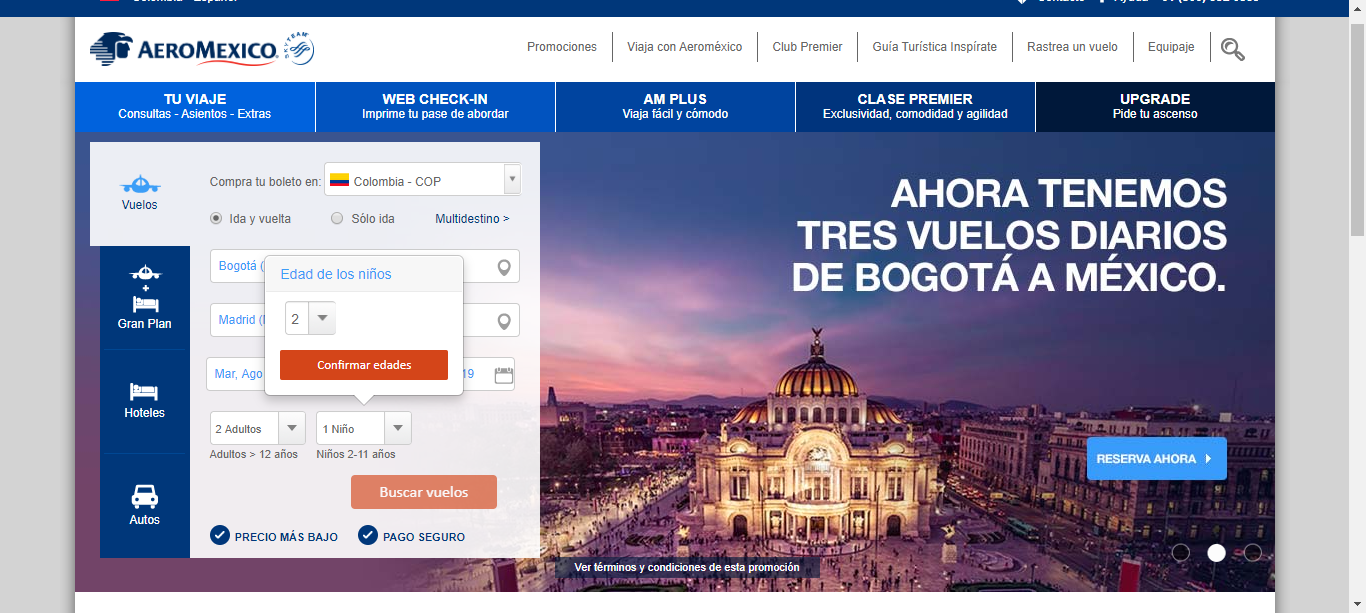 AEROMEXICO. SKYTEAM
Promociones
Viaja con Aeroméxico
Club Premier
Guía Turística Inspírate
Rastrea un vuelo
Equipaje
TU VIAJE
Consultas - Asientos - Extras
WEB CHECK-IN
Imprime tu pase de abordar
AM PLUS
Viaja fácil y cómodo
CLASE PREMIER
Exclusividad, comodidad y agilidad
UPGRADE
Pide tu ascenso
Vuelos
+
Gran Plan
Hoteles
Autos
Compra tu boleto en:
Colombia - COP
Ida y vuelta
Sólo ida
Multidestino >
Bogotá (
Edad de los niños
2
Madrid (
Confirmar edades
Mar, Ago
19
2 Adultos
1 Niño
Adultos > 12 años
Niños 2-11 años
Buscar vuelos
PRECIO MÁS BAJO
PAGO SEGURO
AHORA TENEMOS
TRES VUELOS DIARIOS
DE BOGOTÁ A MÉXICO.
RESERVA AHORA
Ver términos y condiciones de esta promoción